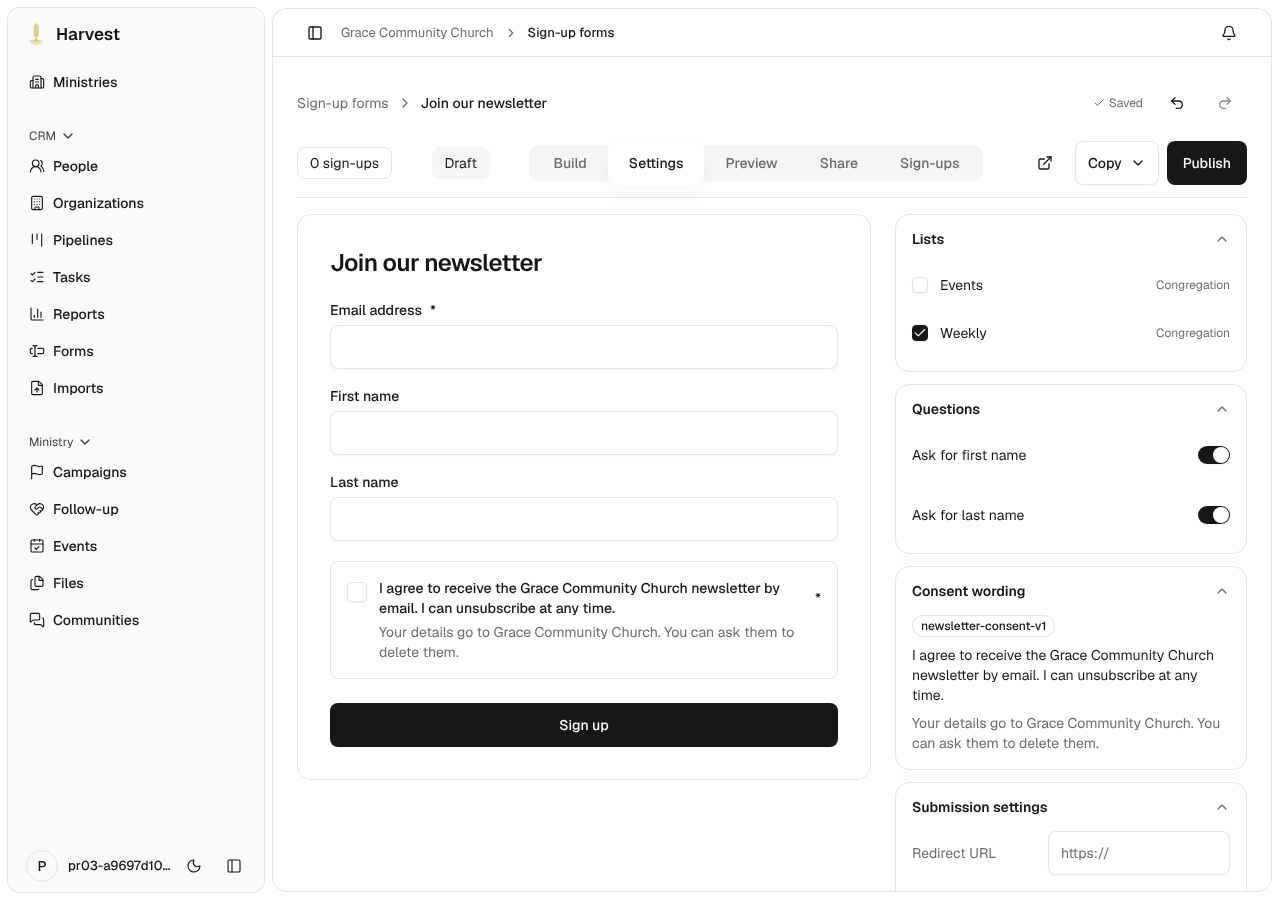 Harvest
Ministries
CRM
People
Organizations
Pipelines
Tasks
Reports
Forms
Imports
Ministry
Campaigns
Follow-up
Events
Files
Communities
P
pr03-a9697d10...
Grace Community Church
Sign-up forms
Sign-up forms
Join our newsletter
Saved
0 sign-ups
Draft
Build
Settings
Preview
Share
Sign-ups
Copy
Publish
Join our newsletter
Email address *
First name
Last name
I agree to receive the Grace Community Church newsletter by
email. I can unsubscribe at any time.
*
Your details go to Grace Community Church. You can ask them to
delete them.
Sign up
Lists
Events
Congregation
Weekly
Congregation
Questions
Ask for first name
Ask for last name
Consent wording
newsletter-consent-v1
I agree to receive the Grace Community Church
newsletter by email. I can unsubscribe at any
time.
Your details go to Grace Community Church. You
can ask them to delete them.
Submission settings
Redirect URL
https://